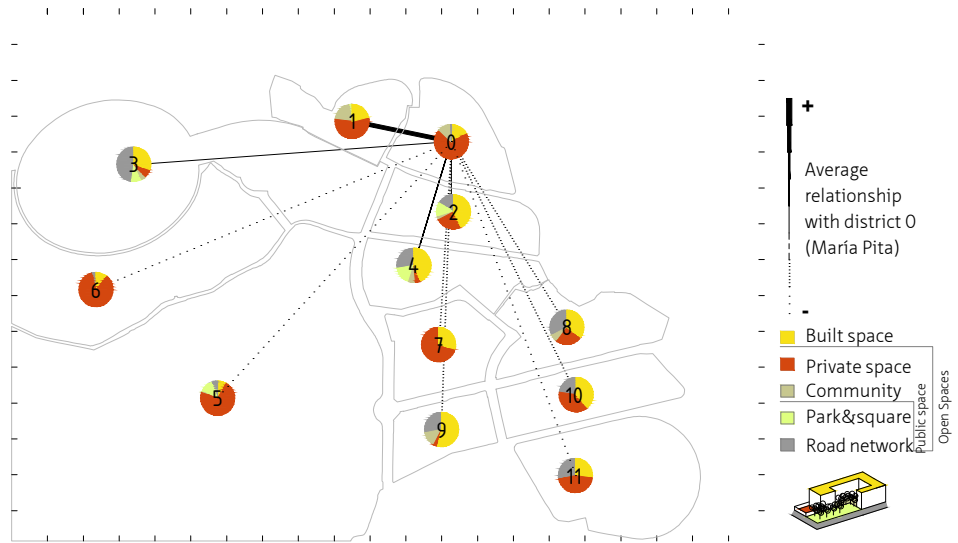 1
0
3
2
4
6
8
7
5
10
9
11
+
Average
relationship
with district 0
(María Pita)
-
Built space
Private space
Community
Park&square
Road network
Public space
Open Spaces